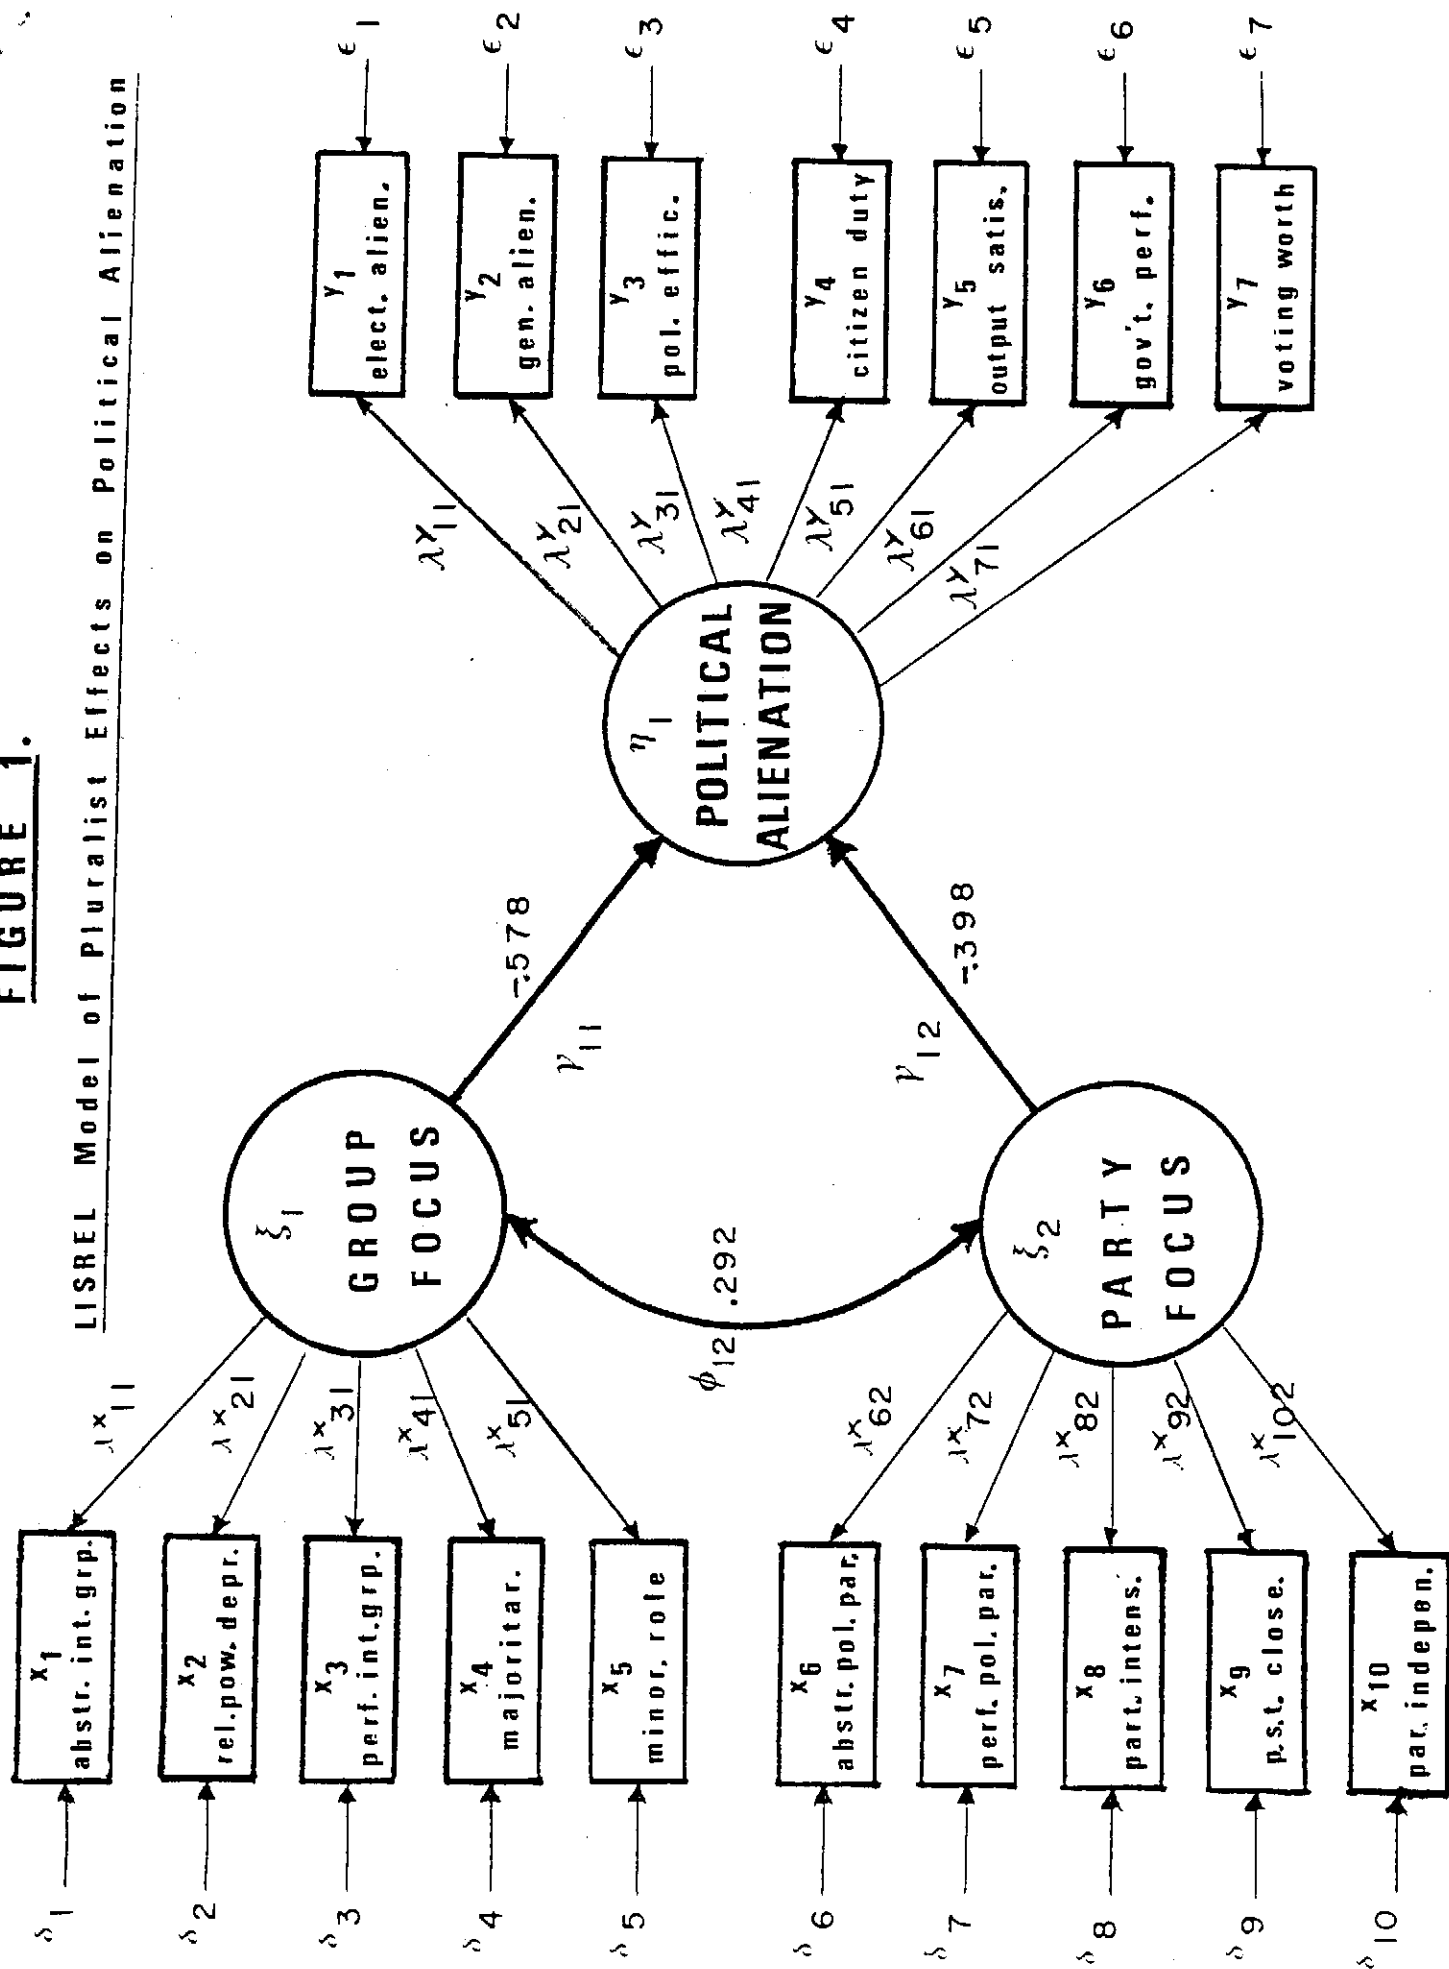 FIGURE 1.
LISREL Model of Pluralist Effects on Political Alienation
δ1
x1
abstr. int. grp.
λx11
δ2
x2
rel. pow. depr.
λx21
δ3
x3
perf. int. grp.
λx31
δ4
x4
majoritar.
λx41
δ5
x5
minor. role
λx51
ξ1
GROUP
FOCUS
-.578
γ11
φ12 .292
δ6
x6
abstr. pol. par.
λx62
δ7
x7
perf. pol. par.
λx72
δ8
x8
part. intens.
λx82
δ9
x9
p.s.t. close.
λx92
δ10
x10
par. indepen.
λx102
ξ2
PARTY
FOCUS
γ12
-.398
η1
POLITICAL
ALIENATION
λY11
Y1
elect. alien.
ϵ1
λY21
Y2
gen. alien.
ϵ2
λY31
Y3
pol. effic.
ϵ3
λY41
Y4
citizen duty
ϵ4
λY51
Y5
output satis.
ϵ5
λY61
Y6
gov't. perf.
ϵ6
λY71
Y7
voting worth
ϵ7